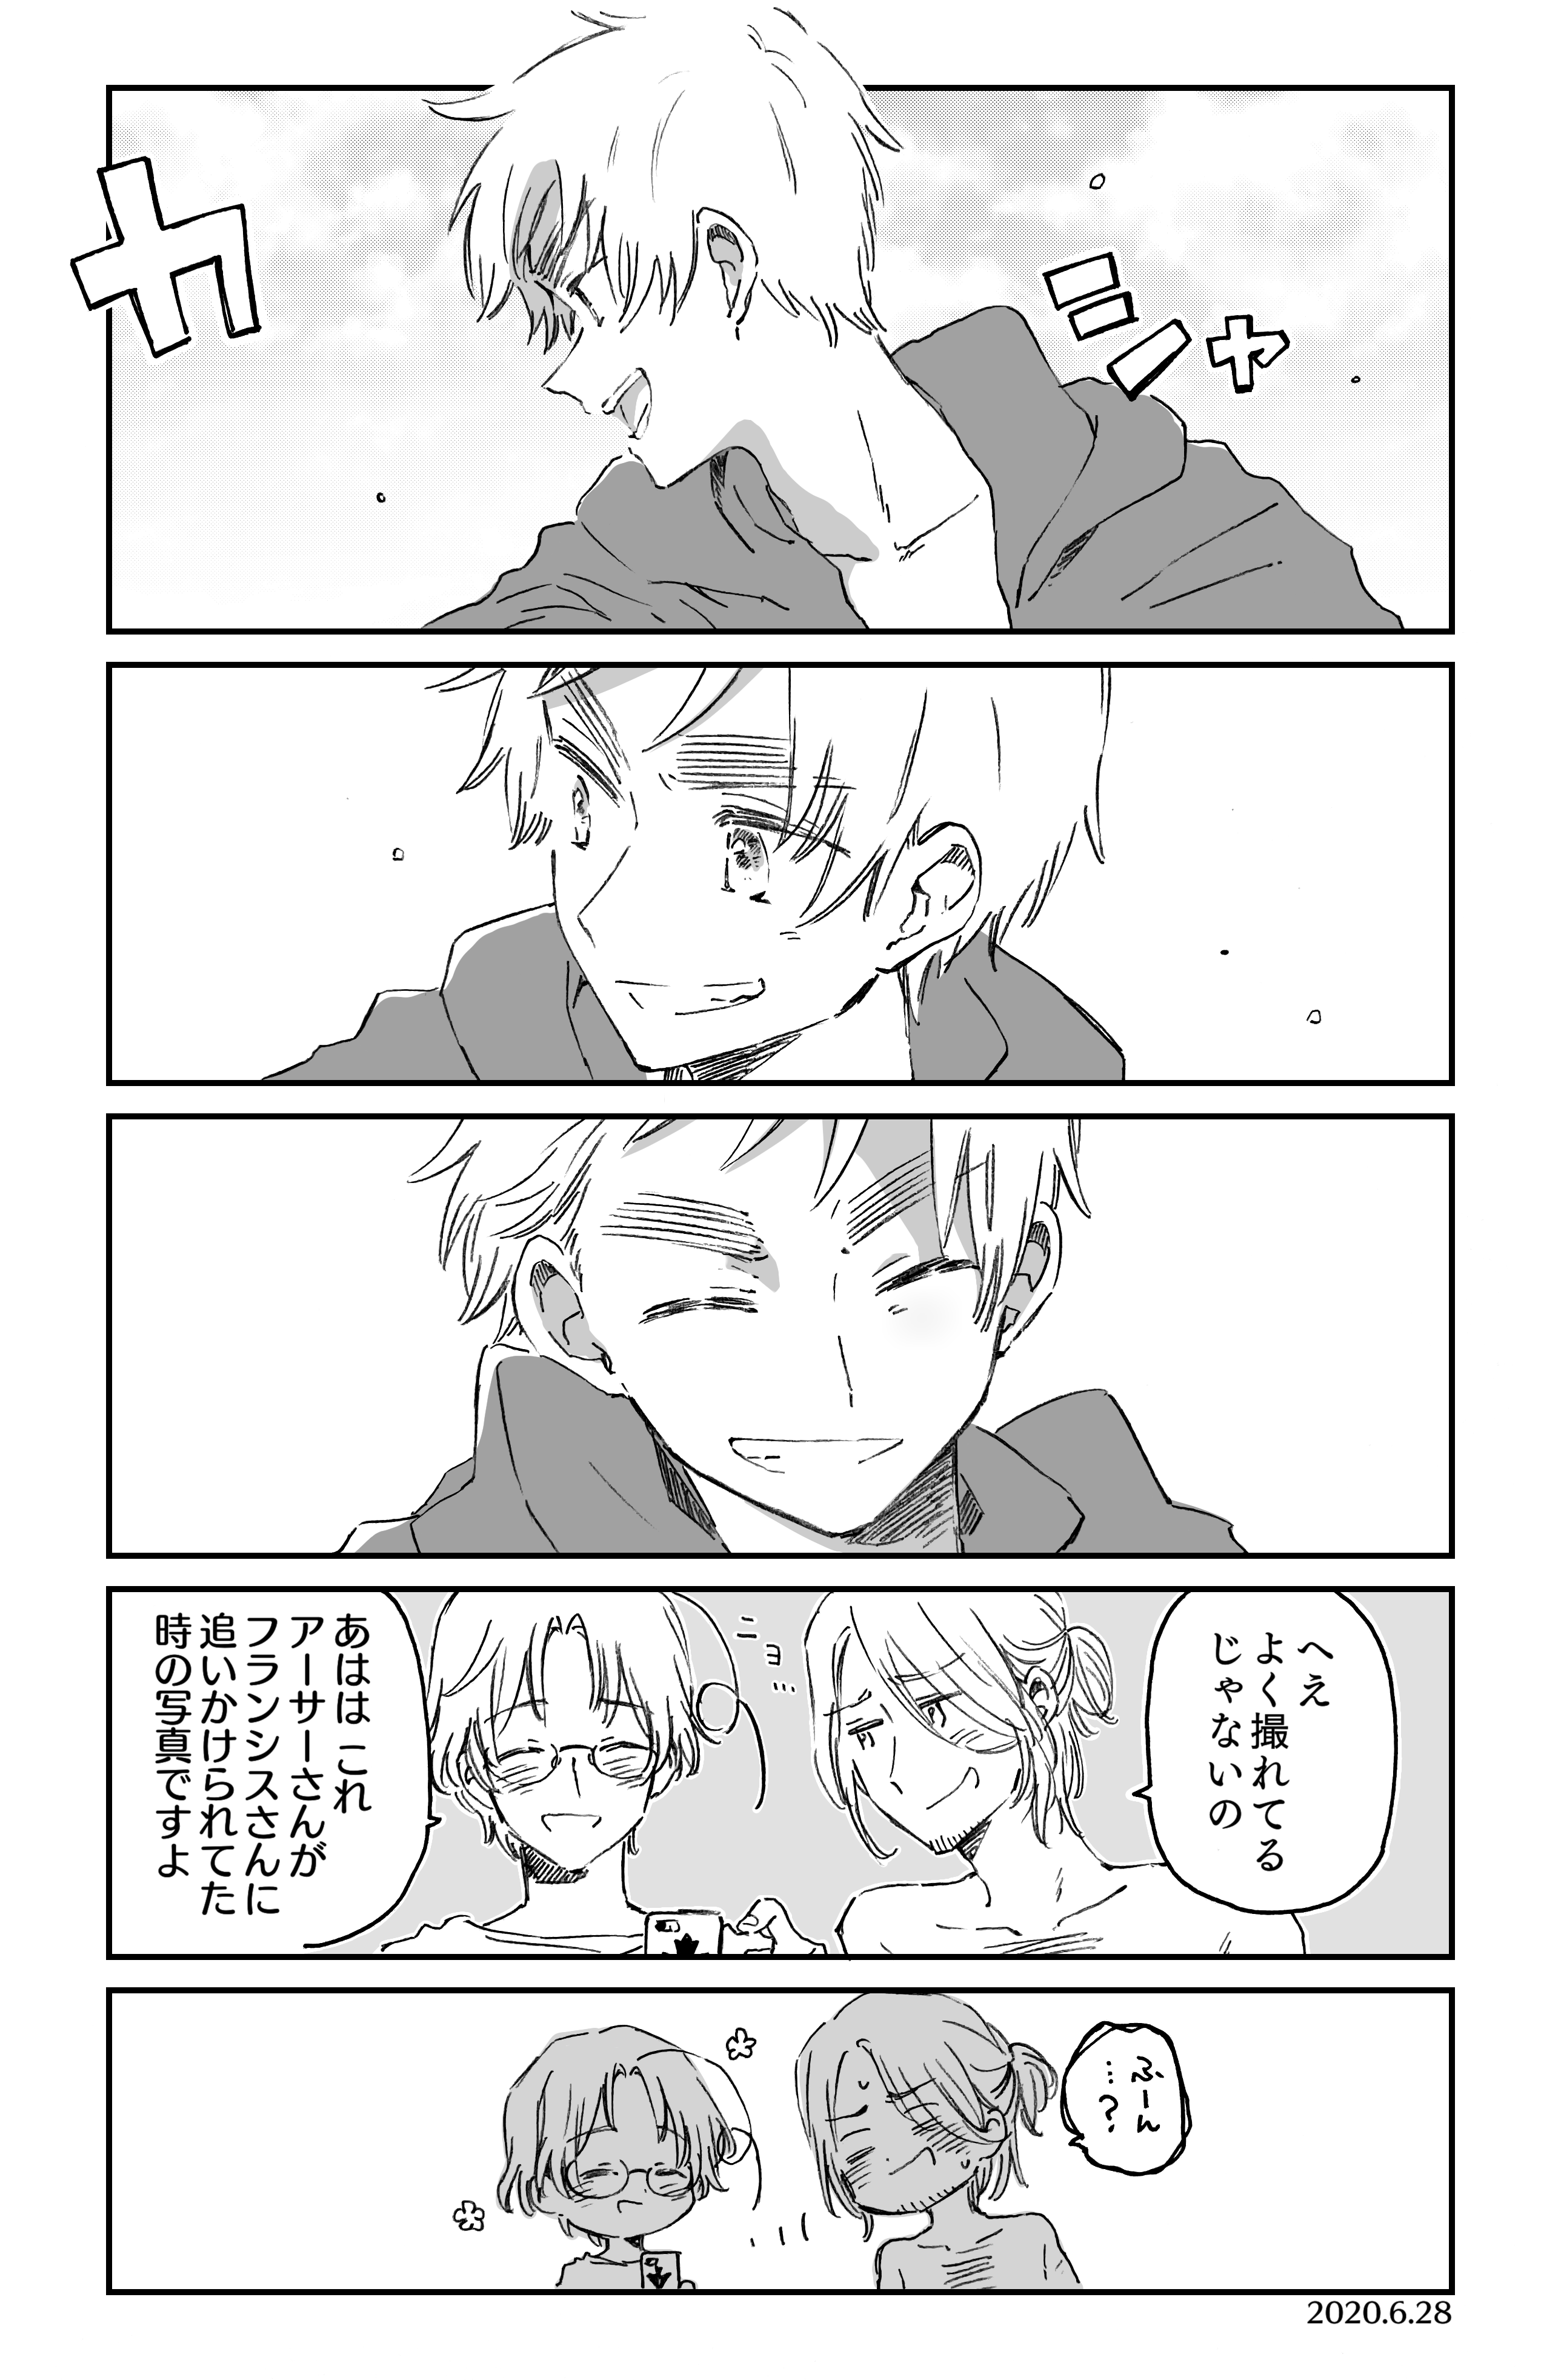 カシャ
へえ
よく撮れてる
じゃないの
ニヨ…
あはは これ
アーサーさんが
フランシスさんに
追いかけられてた
時の写真ですよ
ふーん
…?
2020.6.28